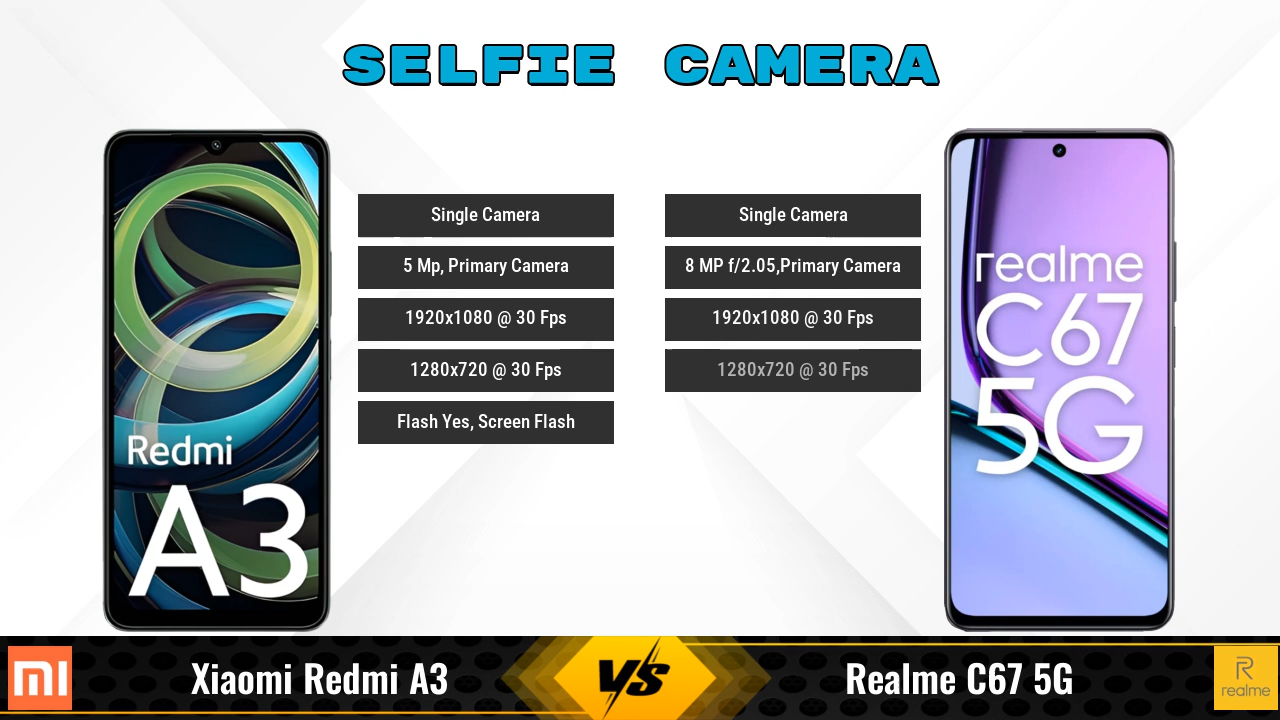 SELFIE CAMERA
Single Camera
5 Mp, Primary Camera
1920x1080 @ 30 Fps
1280x720 @ 30 Fps
Flash Yes, Screen Flash
Single Camera
8 MP f/2.05,Primary Camera
1920x1080 @ 30 Fps
1280x720 @ 30 Fps
Redmi
A3
realme
C67
5G
mi
Xiaomi Redmi A3
VS
Realme C67 5G
R
realme